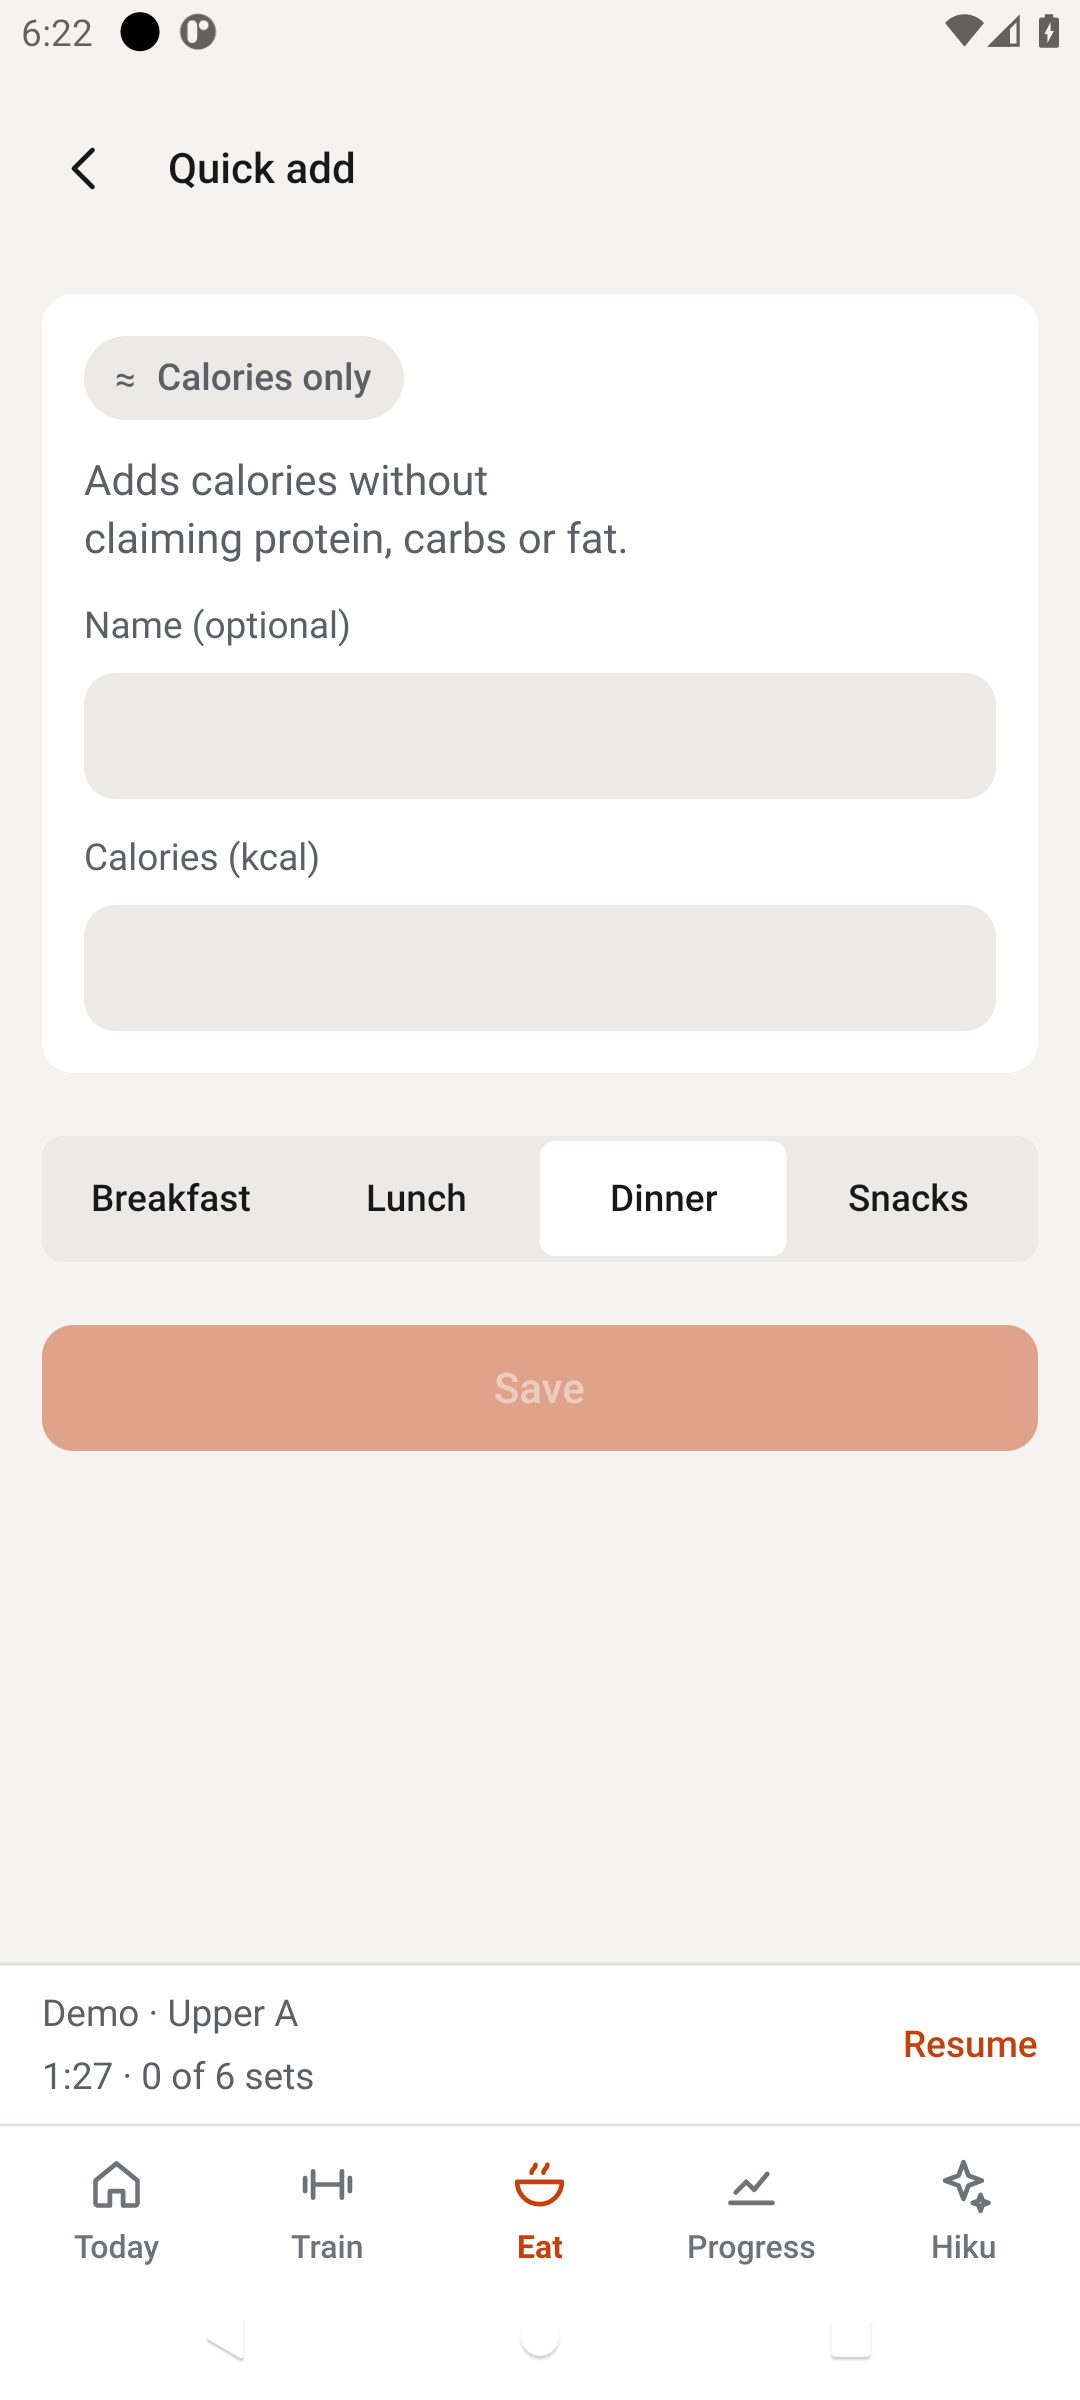 6:22
Quick add
≈ Calories only
Adds calories without
claiming protein, carbs or fat.
Name (optional)
Calories (kcal)
Breakfast Lunch Dinner Snacks
Save
Demo · Upper A
1:27 · 0 of 6 sets
Resume
Today Train Eat Progress Hiku